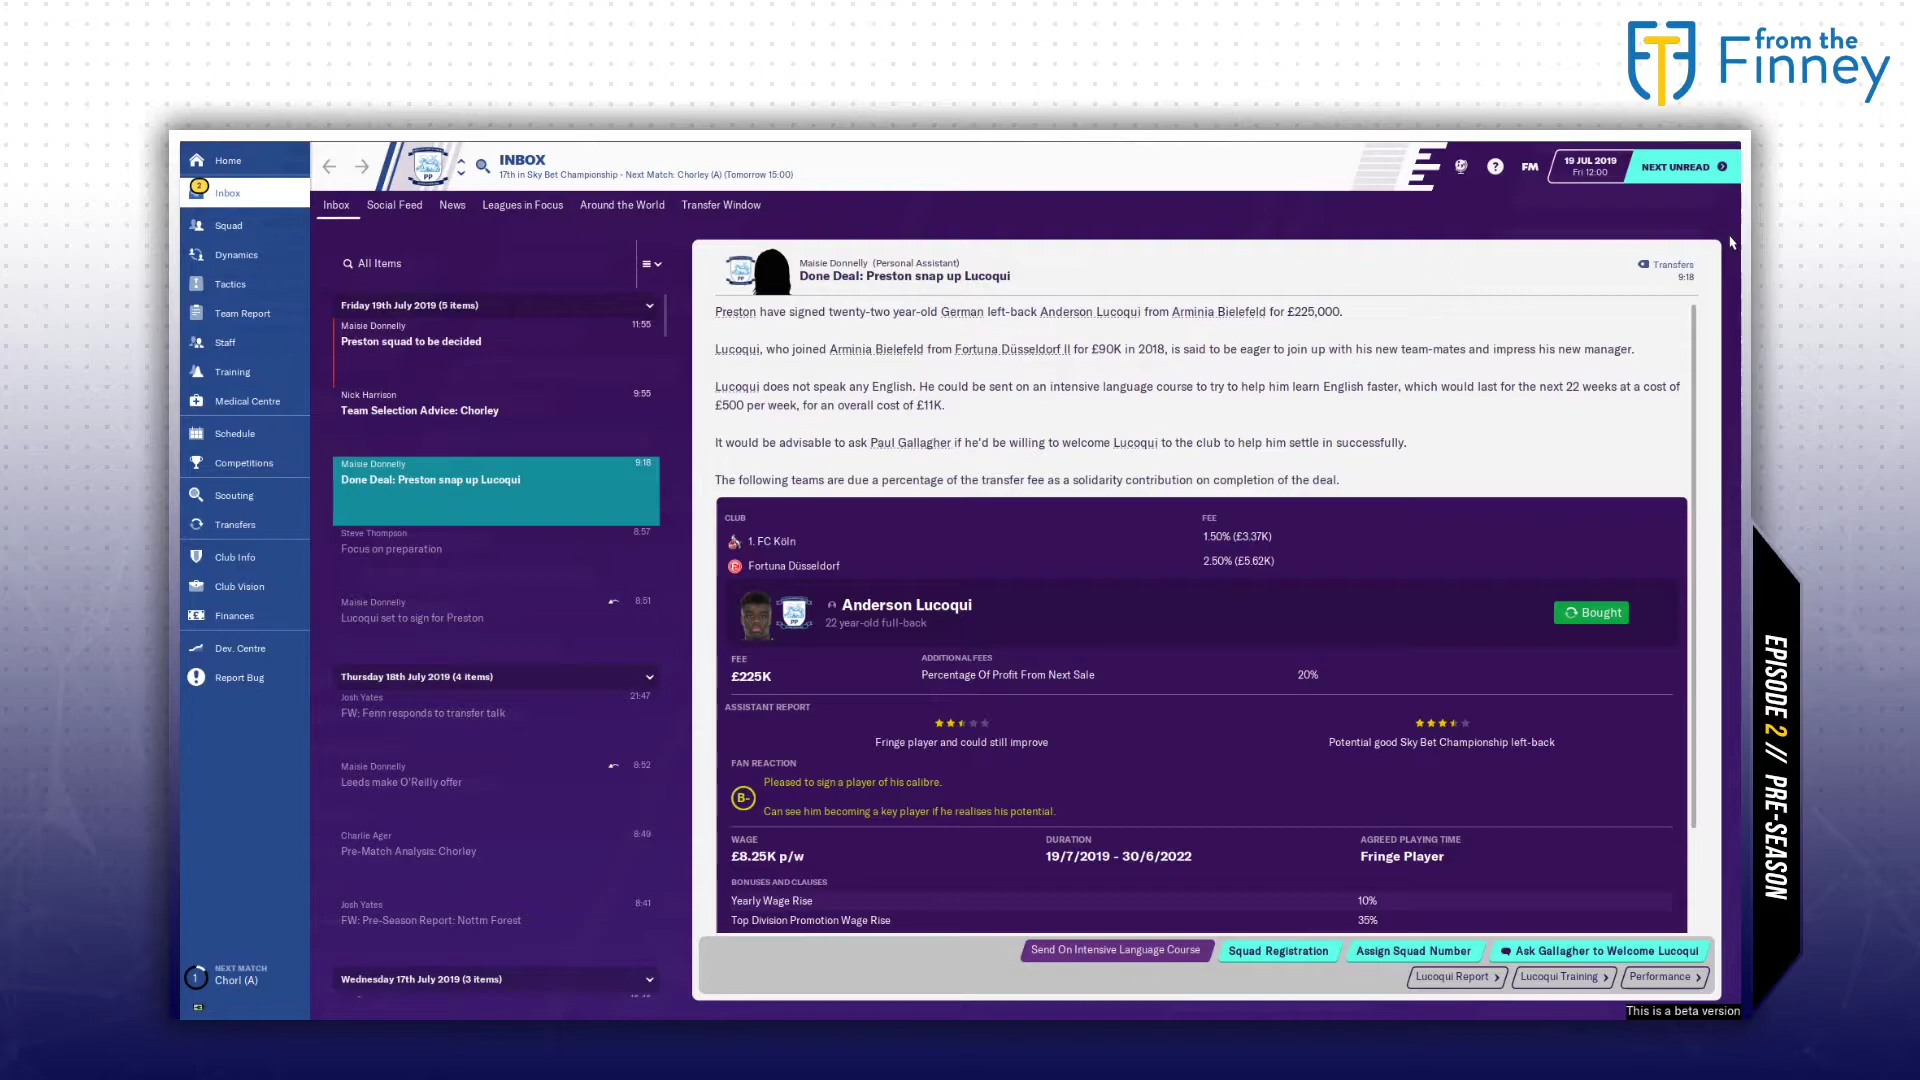 from the
Finney
Home
2
Inbox
Squad
Dynamics
Tactics
Team Report
Staff
Training
Medical Centre
Schedule
Competitions
Scouting
Transfers
Club Info
Club Vision
Finances
Dev. Centre
Report Bug
1
NEXT MATCH
Chorl (A)
PP
INBOX
17th in Sky Bet Championship - Next Match: Chorley (A) (Tomorrow 15:00)
?
FM
19 JUL 2019
Fri 12:00
NEXT UNREAD
Inbox
Social Feed
News
Leagues in Focus
Around the World
Transfer Window
All Items
Friday 19th July 2019 (5 items)
Maisie Donnelly 11:55
Preston squad to be decided
Nick Harrison 9:55
Team Selection Advice: Chorley
Maisie Donnelly 9:18
Done Deal: Preston snap up Lucoqui
Steve Thompson 8:57
Focus on preparation
Maisie Donnelly 8:51
Lucoqui set to sign for Preston
Thursday 18th July 2019 (4 items)
Josh Yates 21:47
FW: Fenn responds to transfer talk
Maisie Donnelly 8:52
Leeds make O'Reilly offer
Charlie Ager 8:49
Pre-Match Analysis: Chorley
Josh Yates 8:41
FW: Pre-Season Report: Nottm Forest
Wednesday 17th July 2019 (3 items)
Maisie Donnelly (Personal Assistant)
Done Deal: Preston snap up Lucoqui
Transfers
9:18
Preston have signed twenty-two year-old German left-back Anderson Lucoqui from Arminia Bielefeld for £225,000.
Lucoqui, who joined Arminia Bielefeld from Fortuna Düsseldorf II for £90K in 2018, is said to be eager to join up with his new team-mates and impress his new manager.
Lucoqui does not speak any English. He could be sent on an intensive language course to try to help him learn English faster, which would last for the next 22 weeks at a cost of
£500 per week, for an overall cost of £11K.
It would be advisable to ask Paul Gallagher if he'd be willing to welcome Lucoqui to the club to help him settle in successfully.
The following teams are due a percentage of the transfer fee as a solidarity contribution on completion of the deal.
CLUB FEE
1. FC Köln 1.50% (£3.37K)
Fortuna Düsseldorf 2.50% (£5.62K)
PP
Anderson Lucoqui
22 year-old full-back
Bought
FEE ADDITIONAL FEES
£225K Percentage Of Profit From Next Sale 20%
ASSISTANT REPORT
Fringe player and could still improve
Potential good Sky Bet Championship left-back
FAN REACTION
B-
Pleased to sign a player of his calibre.
Can see him becoming a key player if he realises his potential.
WAGE DURATION AGREED PLAYING TIME
£8.25K p/w 19/7/2019 - 30/6/2022 Fringe Player
BONUSES AND CLAUSES
Yearly Wage Rise 10%
Top Division Promotion Wage Rise 35%
Send On Intensive Language Course
Squad Registration
Assign Squad Number
Ask Gallagher to Welcome Lucoqui
Lucoqui Report
Lucoqui Training
Performance
This is a beta version
EPISODE 2 // PRE-SEASON